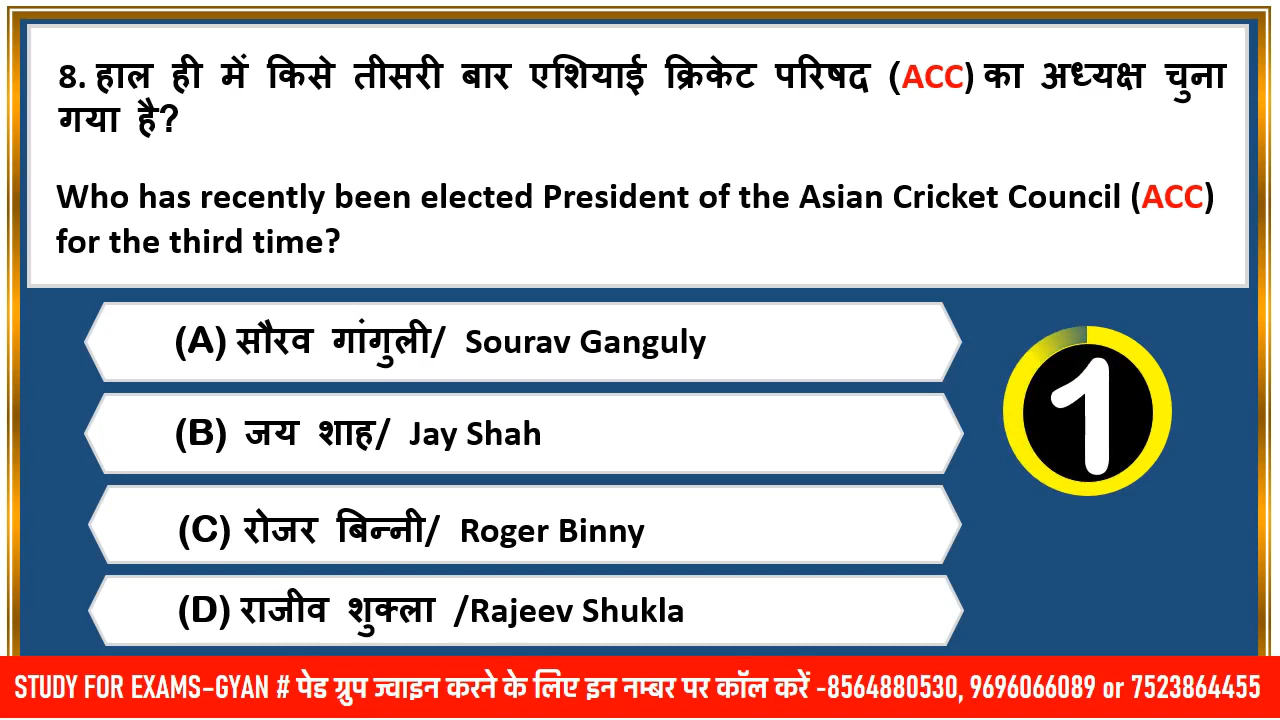 8. हाल ही में किसे तीसरी बार एशियाई क्रिकेट परिषद (ACC) का अध्यक्ष चुना
गया है?
Who has recently been elected President of the Asian Cricket Council (ACC)
for the third time?
(A) सौरव गांगुली/ Sourav Ganguly
(B) जय शाह/ Jay Shah
1
(C) रोजर बिन्नी/ Roger Binny
(D) राजीव शुक्ला /Rajeev Shukla
STUDY FOR EXAMS-GYAN # पेड ग्रुप ज्वाइन करने के लिए इन नम्बर पर कॉल करें -8564880530, 9696066089 or 7523864455